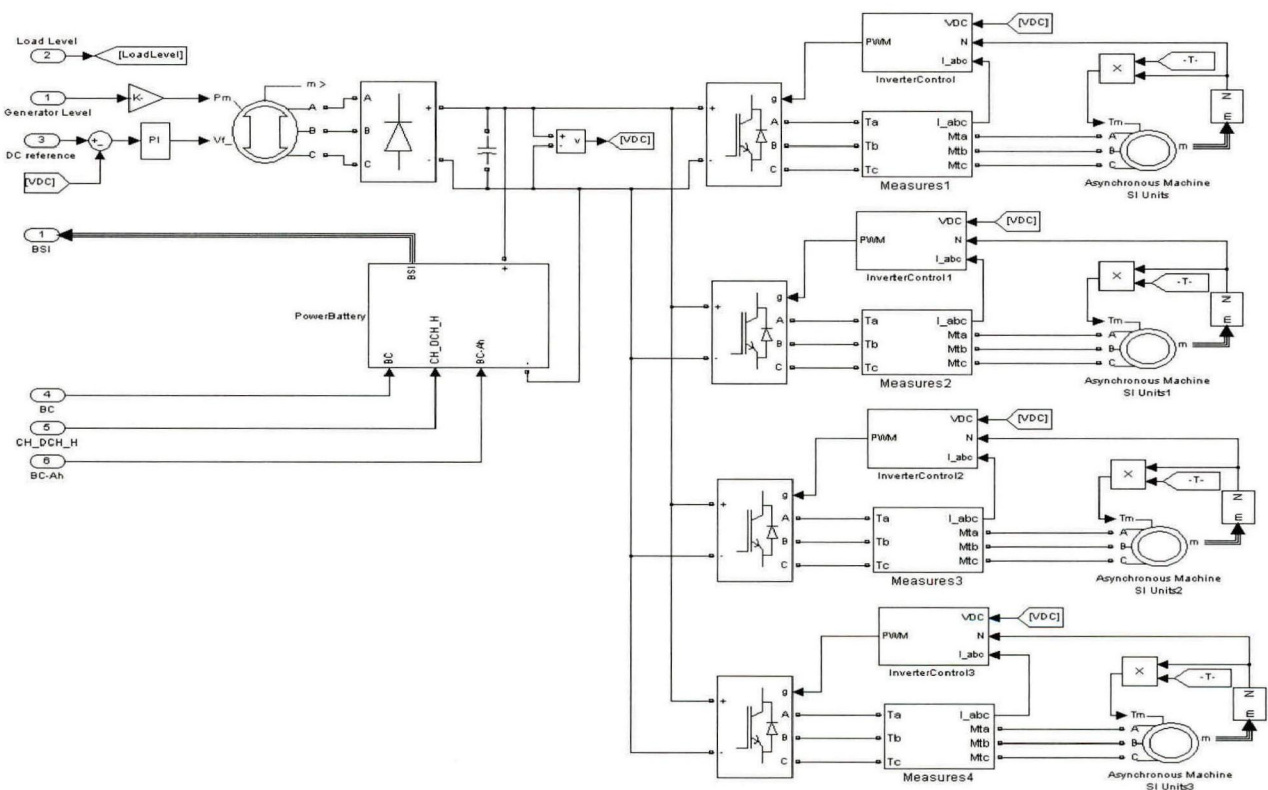 Load Level
2
[LoadLevel]
1
K-
Generator Level
3
DC reference
[VDC]
+
-
PI
Pm
Vf_
m
A
B
C
A
B
C
+
-
+
-
v
[VDC]
1
BSI
PowerBattery
BSI
+
BC
CH_DCH_H
BC-Ah
-
4
BC
5
CH_DCH_H
6
BC-Ah
VDC
[VDC]
PWM
N
I_abc
InverterControl
×
-T-
N
m
+
g
A
B
C
-
Ta
Tb
Tc
I_abc
Mta
Mtb
Mtc
Measures1
Tm
A
B
C
m
Asynchronous Machine
SI Units
VDC
[VDC]
PWM
N
I_abc
InverterControl1
×
-T-
N
m
+
g
A
B
C
-
Ta
Tb
Tc
I_abc
Mta
Mtb
Mtc
Measures2
Tm
A
B
C
m
Asynchronous Machine
SI Units1
VDC
[VDC]
PWM
N
I_abc
InverterControl2
×
-T-
N
m
+
g
A
B
C
-
Ta
Tb
Tc
I_abc
Mta
Mtb
Mtc
Measures3
Tm
A
B
C
m
Asynchronous Machine
SI Units2
VDC
[VDC]
PWM
N
I_abc
InverterControl3
×
-T-
N
m
+
g
A
B
C
-
Ta
Tb
Tc
I_abc
Mta
Mtb
Mtc
Measures4
Tm
A
B
C
m
Asynchronous Machine
SI Units3